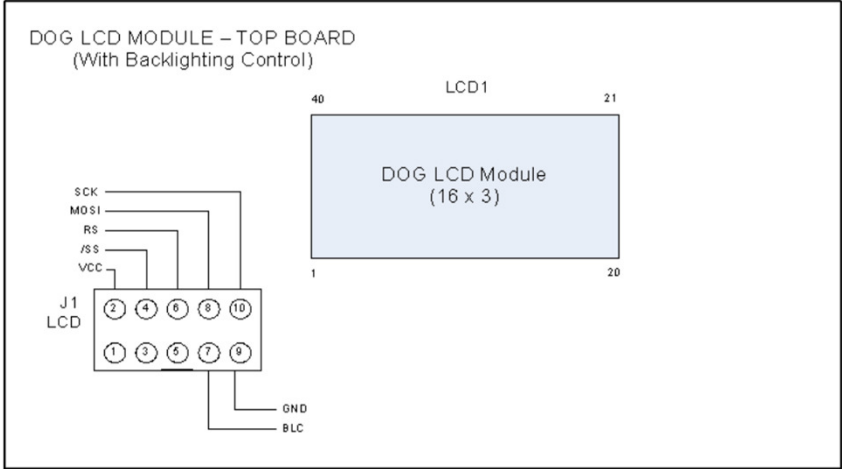 DOG LCD MODULE – TOP BOARD
(With Backlighting Control)
LCD1
40
21
DOG LCD Module
(16 x 3)
1
20
SCK
MOSI
RS
/SS
VCC
J1
LCD
2 4 6 8 10
1 3 5 7 9
GND
BLC